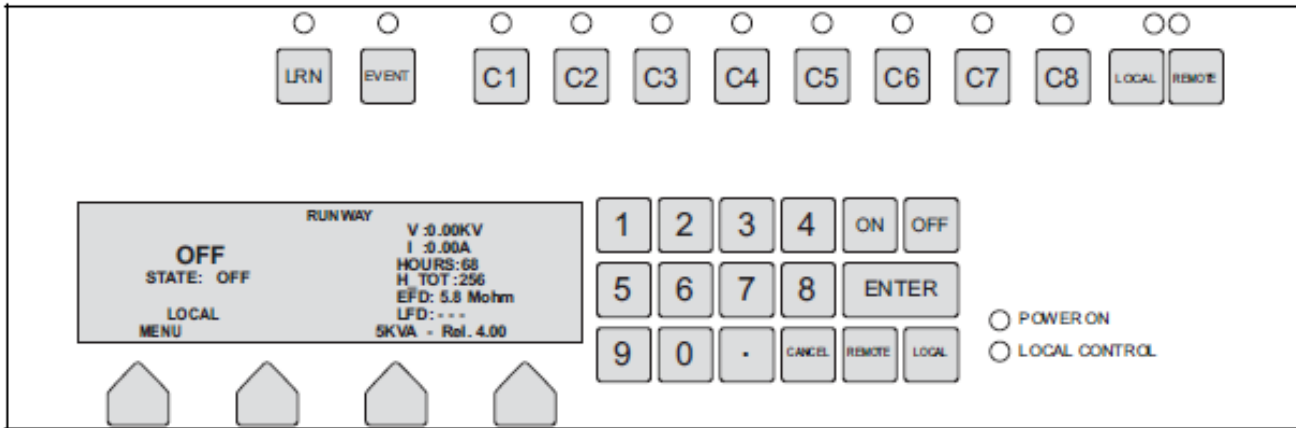 LRN EVENT C1 C2 C3 C4 C5 C6 C7 C8 LOCAL REMOTE
RUNWAY
OFF
STATE: OFF
LOCAL
MENU
V :0.00KV
I :0.00A
HOURS:68
H_TOT:256
EFD: 5.8 Mohm
LFD:---
5KVA - Rel. 4.00
1 2 3 4 ON OFF
5 6 7 8 ENTER
9 0 . CANCEL REMOTE LOCAL
POWER ON
LOCAL CONTROL